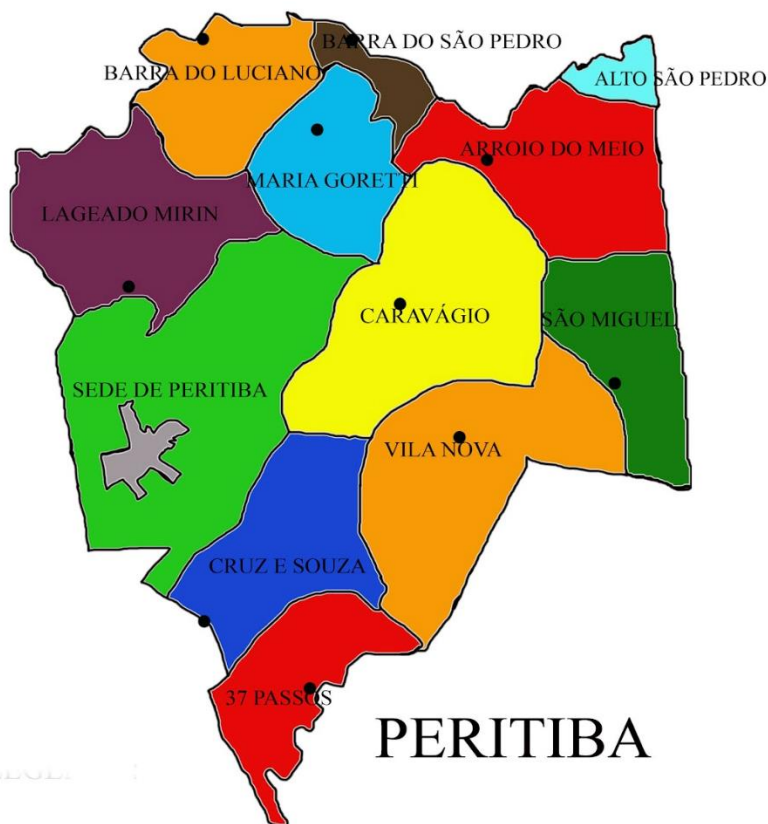 BARRA DO SÃO PEDRO
BARRA DO LUCIANO
ALTO SÃO PEDRO
ARROIO DO MEIO
MARIA GORETTI
LAGEADO MIRIN
CARAVÁGIO
SÃO MIGUEL
SEDE DE PERITIBA
VILA NOVA
CRUZ E SOUZA
37 PASSOS
PERITIBA